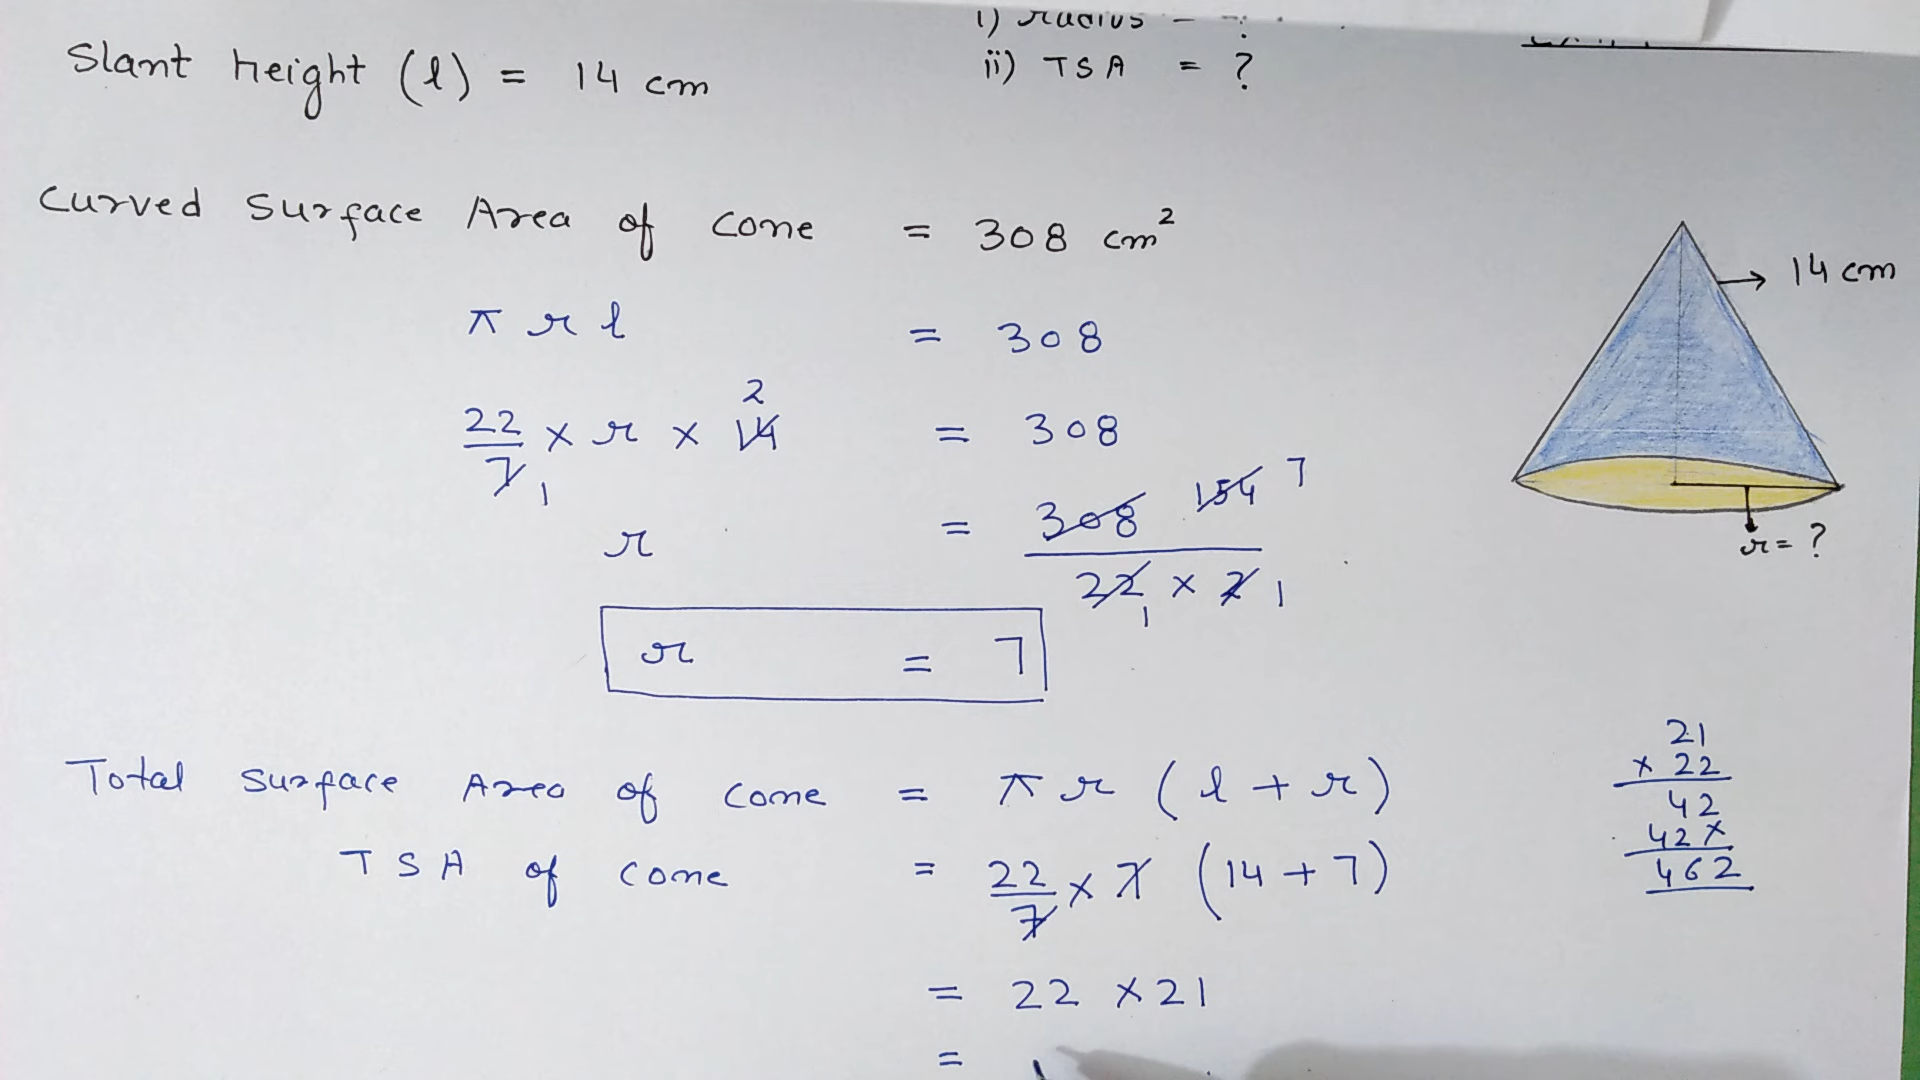 i) radius - ?
ii) TSA = ?
Slant height (l) = 14 cm
Curved Surface Area of cone = 308 cm²
π r l = 308
22/7 1 × r × 14 2 = 308
r = 308 154 7 / 22 1 × 2 1
r = 7
14 cm
r = ?
Total Surface Area of cone = π r (l + r)
TSA of cone = 22/7 × 7 (14 + 7)
= 22 × 21
=
21
× 22
42
42×
462